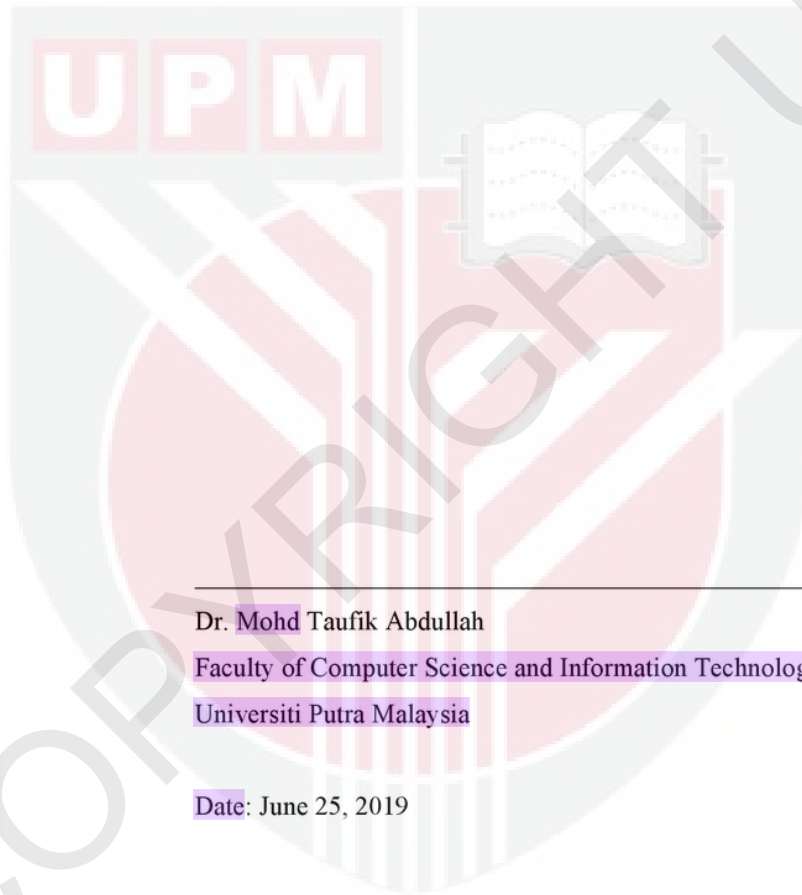 UPM
COPYRIGHT U
Dr. Mohd Taufik Abdullah
Faculty of Computer Science and Information Technolog
Universiti Putra Malaysia
Date: June 25, 2019